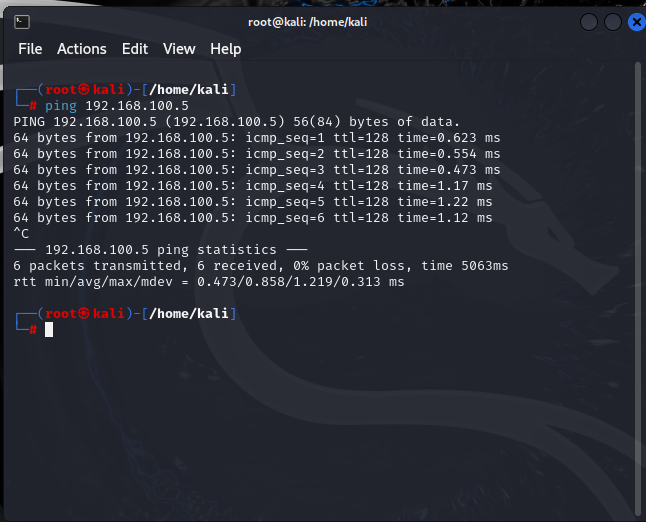 root@kali: /home/kali
File Actions Edit View Help
┌──(root㉿kali)-[/home/kali]
└─# ping 192.168.100.5
PING 192.168.100.5 (192.168.100.5) 56(84) bytes of data.
64 bytes from 192.168.100.5: icmp_seq=1 ttl=128 time=0.623 ms
64 bytes from 192.168.100.5: icmp_seq=2 ttl=128 time=0.554 ms
64 bytes from 192.168.100.5: icmp_seq=3 ttl=128 time=0.473 ms
64 bytes from 192.168.100.5: icmp_seq=4 ttl=128 time=1.17 ms
64 bytes from 192.168.100.5: icmp_seq=5 ttl=128 time=1.22 ms
64 bytes from 192.168.100.5: icmp_seq=6 ttl=128 time=1.12 ms
^C
--- 192.168.100.5 ping statistics ---
6 packets transmitted, 6 received, 0% packet loss, time 5063ms
rtt min/avg/max/mdev = 0.473/0.858/1.219/0.313 ms
┌──(root㉿kali)-[/home/kali]
└─#